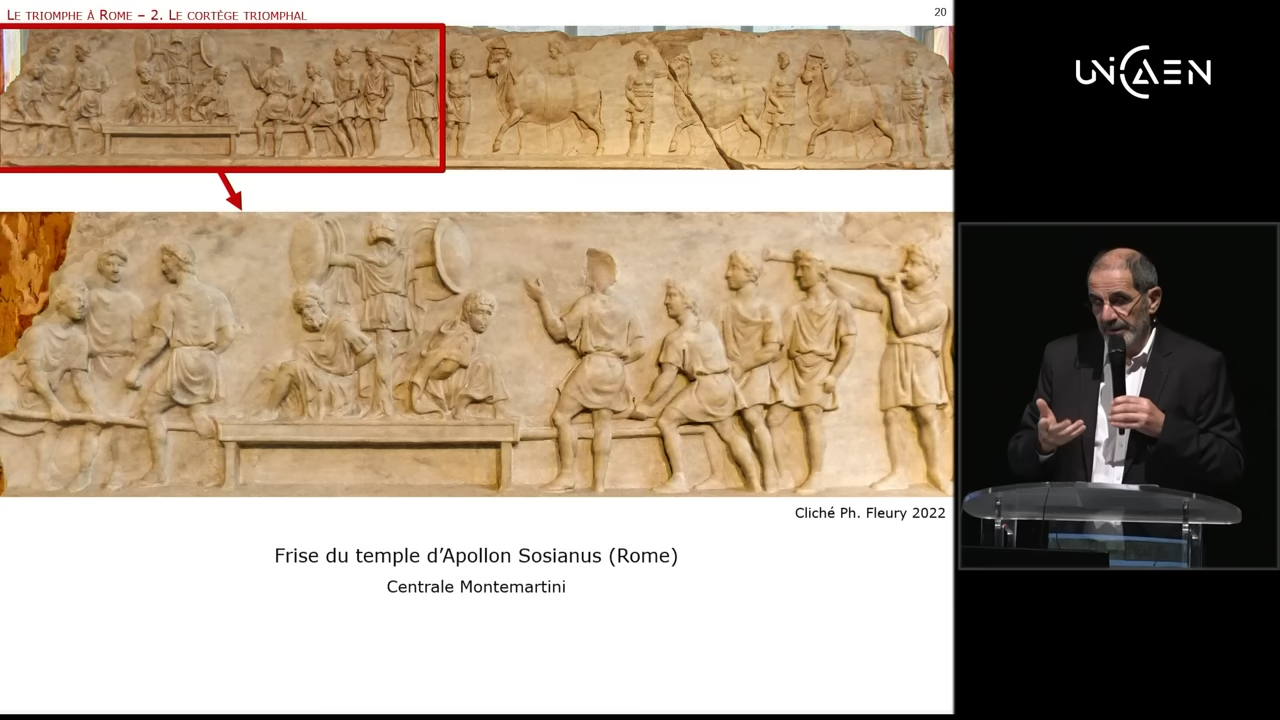 Le triomphe à Rome – 2. Le cortège triomphal
20
UNICAEN
Cliché Ph. Fleury 2022
Frise du temple d’Apollon Sosianus (Rome)
Centrale Montemartini